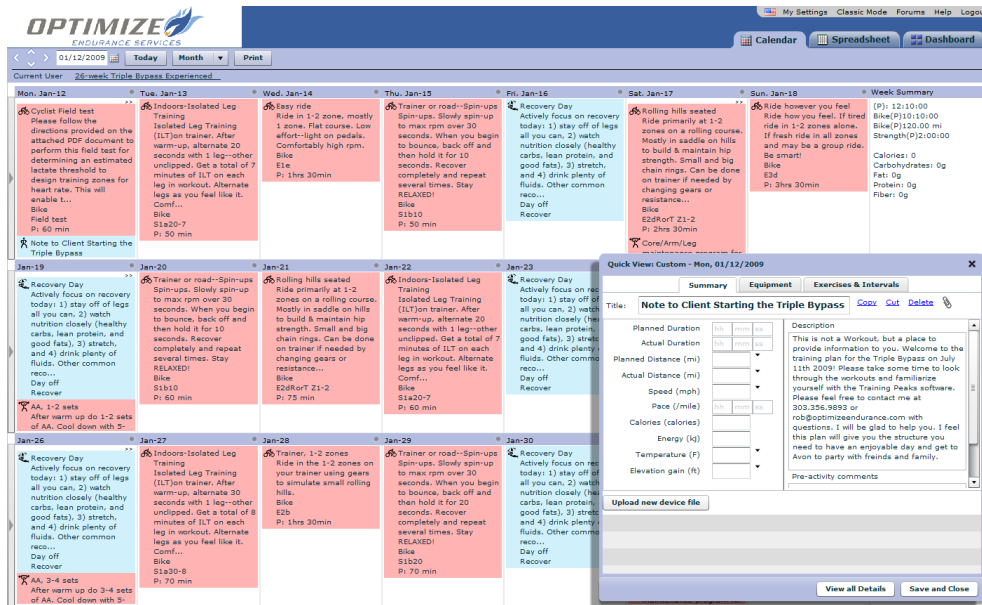 OPTIMIZE
ENDURANCE SERVICES
My Settings Classic Mode Forums Help Logou
Calendar Spreadsheet Dashboard
01/12/2009 Today Month Print
Current User 26-week Triple Bypass Experienced
Mon. Jan-12
>>
Cyclist Field test
Please follow the
directions provided on the
attached PDF document to
perform this field test for
determining an estimated
lactate threshold to
design training zones for
heart rate. This will
enable t...
Bike
Field test
P: 60 min
Note to Client Starting the
Triple Bypass
Tue. Jan-13
Indoors-Isolated Leg
Training
Isolated Leg Training
(ILT)on trainer. After
warm-up, alternate 20
seconds with 1 leg--other
unclipped. Get a total of 7
minutes of ILT on each
leg in workout. Alternate
legs as you feel like it.
Comf...
Bike
S1a20-7
P: 50 min
Wed. Jan-14
Easy ride
Ride in 1-2 zone, mostly
1 zone. Flat course. Low
effort--light on pedals.
Comfortably high rpm.
Bike
E1e
P: 1hrs 30min
Thu. Jan-15
Trainer or road--Spin-ups
Spin-ups. Slowly spin-up
to max rpm over 30
seconds. When you begin
to bounce, back off and
then hold it for 10
seconds. Recover
completely and repeat
several times. Stay
RELAXED!
Bike
S1b10
P: 50 min
Fri. Jan-16
Recovery Day
Actively focus on recovery
today: 1) stay off of legs
all you can, 2) watch
nutrition closely (healthy
carbs, lean protein, and
good fats), 3) stretch,
and 4) drink plenty of
fluids. Other common
reco...
Day off
Recover
Sat. Jan-17
>>
Rolling hills seated
Ride primarily at 1-2
zones on a rolling course.
Mostly in saddle on hills
to build & maintain hip
strength. Small and big
chain rings. Can be done
on trainer if needed by
changing gears or
resistance...
Bike
E2dRorT Z1-2
P: 2hrs 30min
Core/Arm/Leg
maintenance program for
Sun. Jan-18
Ride however you feel
Ride how you feel. If tired
ride in 1-2 zones alone.
If fresh ride in all zones
and may be a group ride.
Be smart!
Bike
E3d
P: 3hrs 30min
Week Summary
(P): 12:10:00
Bike(P)10:10:00
Bike(P)120.00 mi
Strength(P)2:00:00
Calories: 0
Carbohydrates: 0g
Fat: 0g
Protein: 0g
Fiber: 0g
Jan-19
>>
Recovery Day
Actively focus on recovery
today: 1) stay off of legs
all you can, 2) watch
nutrition closely (healthy
carbs, lean protein, and
good fats), 3) stretch,
and 4) drink plenty of
fluids. Other common
reco...
Day off
Recover
AA, 1-2 sets
After warm up do 1-2 sets
of AA. Cool down with 5-
Jan-20
Trainer or road--Spin-ups
Spin-ups. Slowly spin-up
to max rpm over 30
seconds. When you begin
to bounce, back off and
then hold it for 10
seconds. Recover
completely and repeat
several times. Stay
RELAXED!
Bike
S1b10
P: 60 min
Jan-21
Rolling hills seated
Ride primarily at 1-2
zones on a rolling course.
Mostly in saddle on hills
to build & maintain hip
strength. Small and big
chain rings. Can be done
on trainer if needed by
changing gears or
resistance...
Bike
E2dRorT Z1-2
P: 75 min
Jan-22
Indoors-Isolated Leg
Training
Isolated Leg Training
(ILT)on trainer. After
warm-up, alternate 20
seconds with 1 leg--other
unclipped. Get a total of 7
minutes of ILT on each
leg in workout. Alternate
legs as you feel like it.
Comf...
Bike
S1a20-7
P: 60 min
Jan-23
Recovery Day
Actively focus on rec
today: 1) stay off of
all you can, 2) watch
nutrition closely (hea
carbs, lean protein,
good fats), 3) stretc
and 4) drink plenty
fluids. Other commo
reco...
Day off
Recover
Jan-26
>>
Recovery Day
Actively focus on recovery
today: 1) stay off of legs
all you can, 2) watch
nutrition closely (healthy
carbs, lean protein, and
good fats), 3) stretch,
and 4) drink plenty of
fluids. Other common
reco...
Day off
Recover
AA, 3-4 sets
After warm up do 3-4 sets
of AA. Cool down with 5-
Jan-27
Indoors-Isolated Leg
Training
Isolated Leg Training
(ILT)on trainer. After
warm-up, alternate 30
seconds with 1 leg--other
unclipped. Get a total of 8
minutes of ILT on each
leg in workout. Alternate
legs as you feel like it.
Comf...
Bike
S1a30-8
P: 70 min
Jan-28
Trainer, 1-2 zones
Ride in the 1-2 zones on
your trainer using gears
to simulate small rolling
hills.
Bike
E2b
P: 1hrs 30min
Jan-29
Trainer or road--Spin-ups
Spin-ups. Slowly spin-up
to max rpm over 30
seconds. When you begin
to bounce, back off and
then hold it for 20
seconds. Recover
completely and repeat
several times. Stay
RELAXED!
Bike
S1b20
P: 70 min
Jan-30
Recovery Day
Actively focus on rec
today: 1) stay off of
all you can, 2) watch
nutrition closely (hea
carbs, lean protein,
good fats), 3) stretc
and 4) drink plenty
fluids. Other commo
reco...
Day off
Recover
Quick View: Custom - Mon, 01/12/2009
Summary Equipment Exercises & Intervals
Title: Note to Client Starting the Triple Bypass Copy Cut Delete
Planned Duration hh mm ss
Actual Duration hh mm ss
Planned Distance (mi)
Actual Distance (mi)
Speed (mph)
Pace (/mile) hh mm ss
Calories (calories)
Energy (kj)
Temperature (F)
Elevation gain (ft)
Description
This is not a Workout, but a place to
provide information to you. Welcome to the
training plan for the Triple Bypass on July
11th 2009! Please take some time to look
through the workouts and familiarize
yourself with the Training Peaks software.
Please feel free to contact me at
303.356.9893 or
rob@optimizeendurance.com with
questions. I will be glad to help you. I feel
this plan will give you the structure you
need to have an enjoyable day and get to
Avon to party with freinds and family.
Pre-activity comments
Upload new device file
View all Details Save and Close